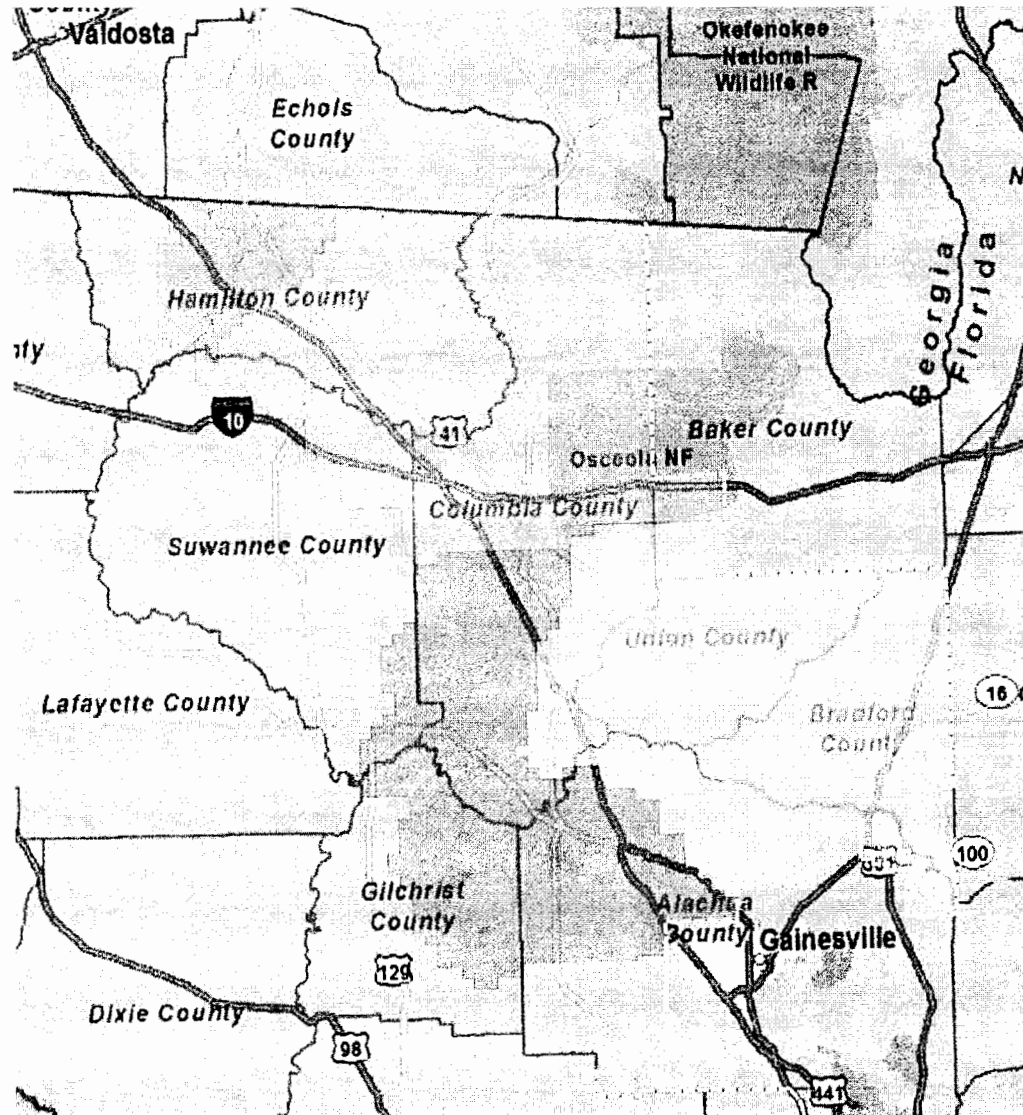 County
Valdosta
Okefenokee
National
Wildlife R
Echols
County
N
Georgia
Florida
Hamilton County
nty
10
41
Baker County
Osceola NF
Columbia County
Suwannee County
Union County
Lafayette County
16
Bradford
County
100
Gilchrist
County
Alachua
County
Gainesville
129
Dixie County
98
441